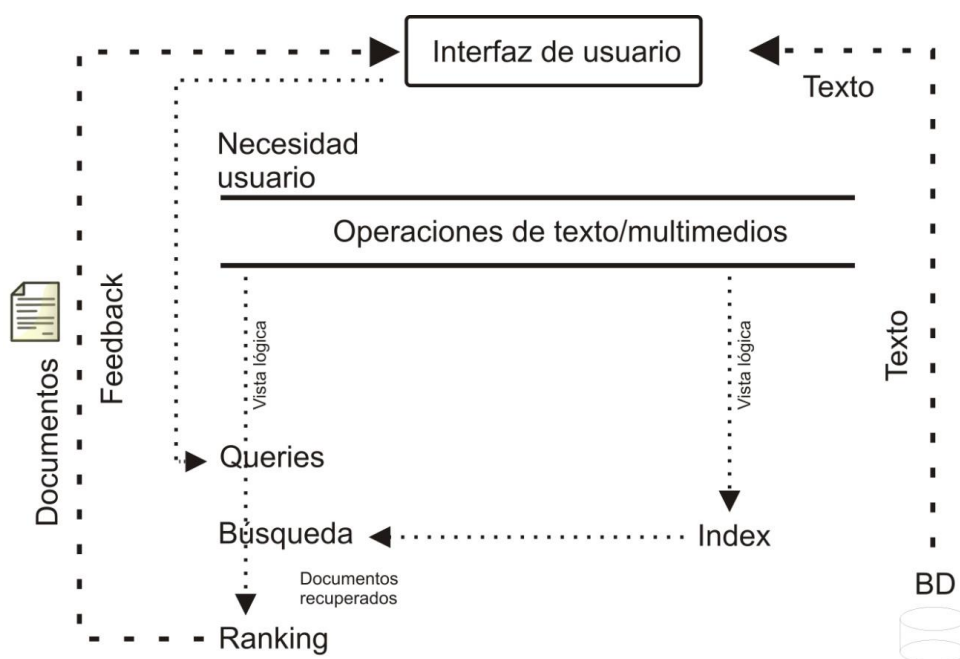 Interfaz de usuario
Texto
Necesidad
usuario
Operaciones de texto/multimedios
Documentos
Feedback
Vista lógica
Vista lógica
Texto
Queries
Búsqueda
Index
Documentos
recuperados
BD
Ranking